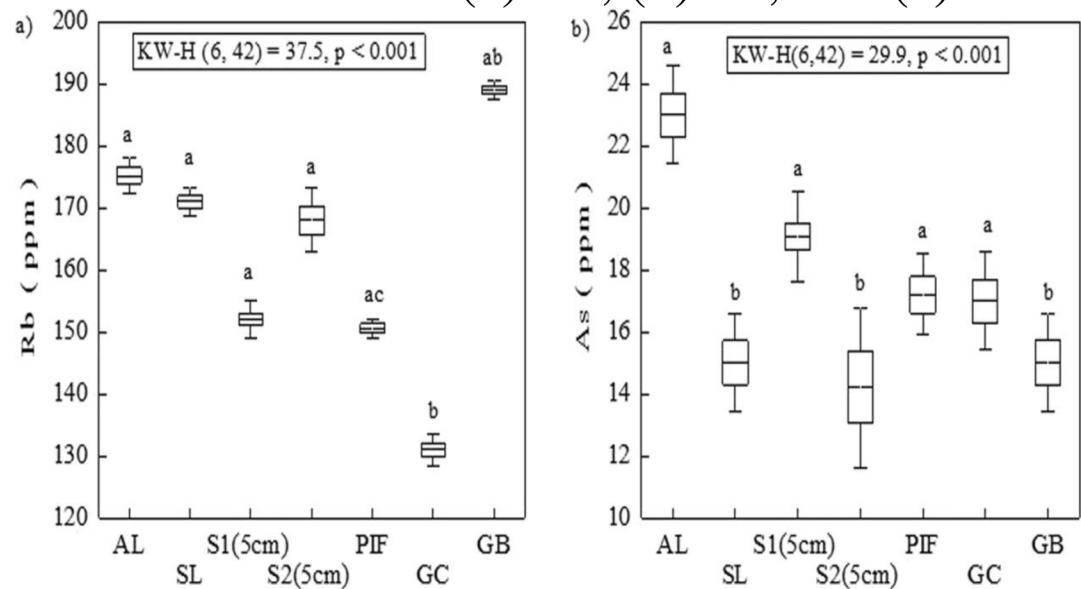 a)
KW-H (6, 42) = 37.5, p < 0.001
Rb ( ppm )
200
190
180
170
160
150
140
130
120
a
a
a
a
ac
b
ab
AL
SL
S1(5cm)
S2(5cm)
PIF
GC
GB
b)
KW-H(6,42) = 29.9, p < 0.001
As ( ppm )
26
24
22
20
18
16
14
12
10
a
b
a
b
a
a
b
AL
SL
S1(5cm)
S2(5cm)
PIF
GC
GB